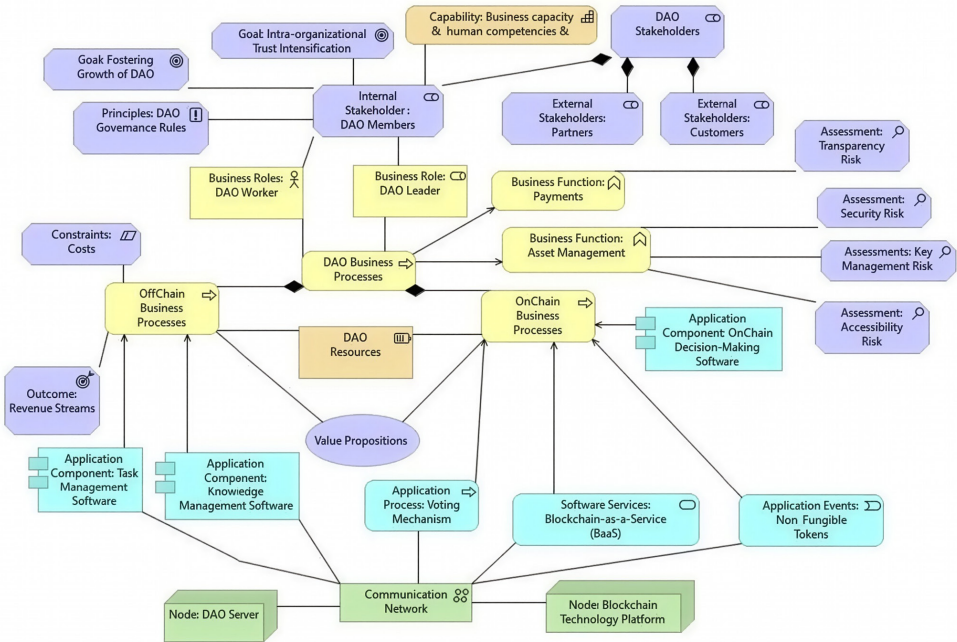 Capability: Business capacity
& human competencies &
DAO
Stakeholders
Goal: Intra-organizational
Trust Intensification
Goal: Fostering
Growth of DAO
Internal
Stakeholder :
DAO Members
Principles: DAO
Governance Rules
External
Stakeholders:
Partners
External
Stakeholders:
Customers
Assessment:
Transparency
Risk
Business Roles:
DAO Worker
Business Role:
DAO Leader
Business Function:
Payments
Assessment:
Security Risk
Constraints:
Costs
DAO Business
Processes
Business Function:
Asset Management
Assessments: Key
Management Risk
OffChain
Business
Processes
OnChain
Business
Processes
DAO
Resources
Application
Component: OnChain
Decision-Making
Software
Assessment:
Accessibility
Risk
Outcome:
Revenue Streams
Value Propositions
Application
Component: Task
Management
Software
Application
Component:
Knowedge
Management Software
Application
Process: Voting
Mechanism
Software Services:
Blockchain-as-a-Service
(BaaS)
Application Events:
Non Fungible
Tokens
Communication
Network
Node: DAO Server
Node: Blockchain
Technology Platform